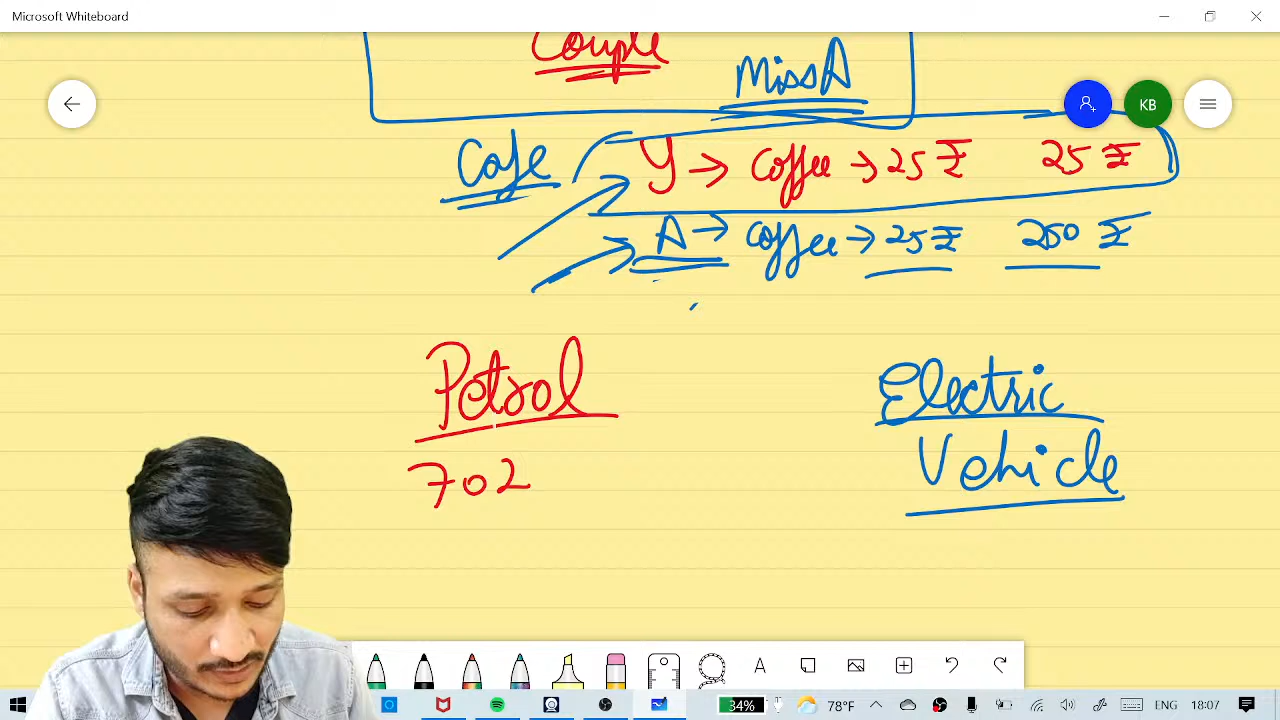 Microsoft Whiteboard
Couple
Miss A
KB
Cafe
Y → Coffee → 25 ₹ 25 ₹
A → Coffee → 25 ₹ 250 ₹
Petrol
Electric
Vehicle
702
A
34%
78°F
ENG
18:07